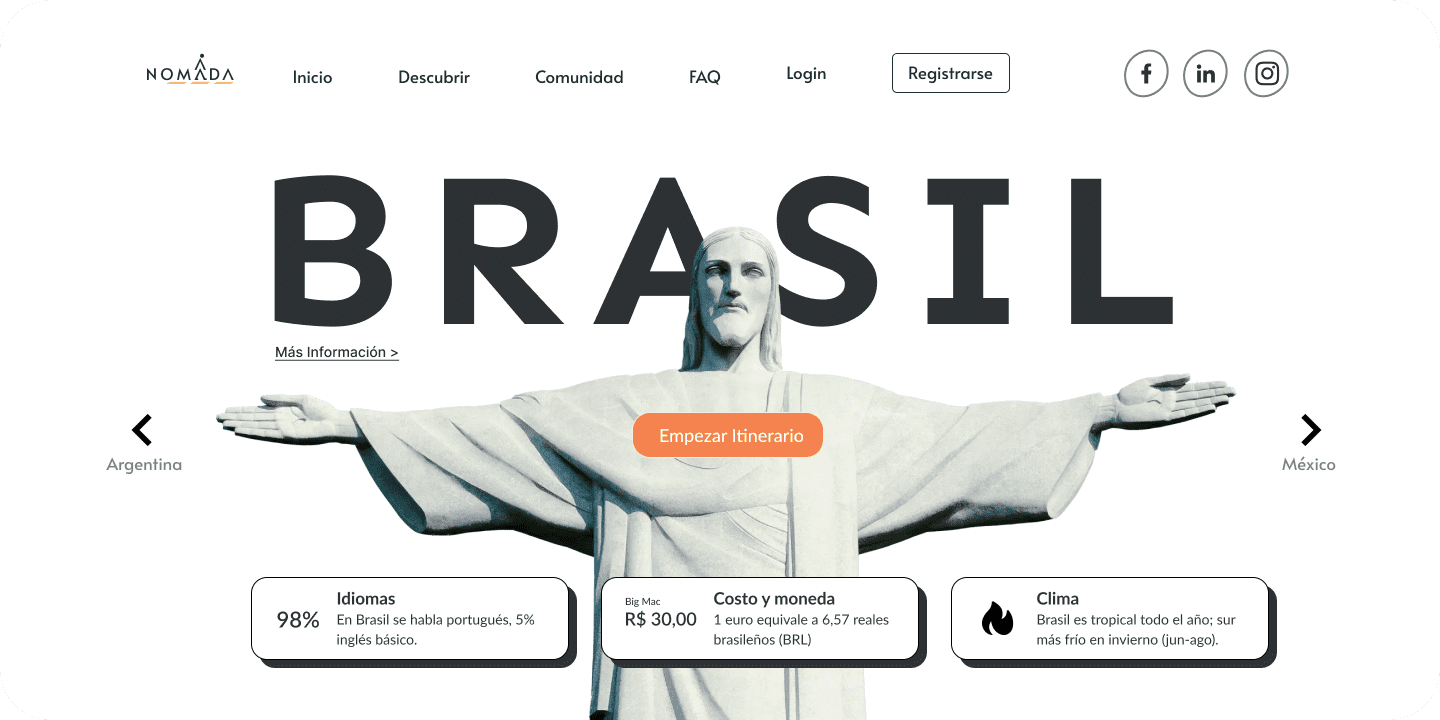 NOMADA
Inicio
Descubrir
Comunidad
FAQ
Login
Registrarse
BRASIL
Más Información >
Empezar Itinerario
Argentina
México
98%
Idiomas
En Brasil se habla portugués, 5%
inglés básico.
Big Mac
R$ 30,00
Costo y moneda
1 euro equivale a 6,57 reales
brasileños (BRL)
Clima
Brasil es tropical todo el año; sur
más frío en invierno (jun-ago).